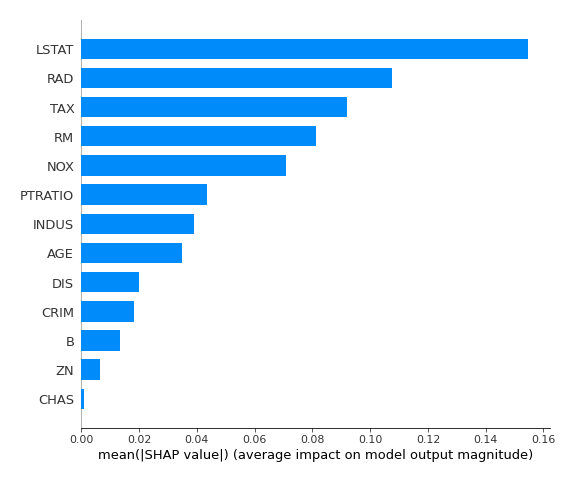 LSTAT
RAD
TAX
RM
NOX
PTRATIO
INDUS
AGE
DIS
CRIM
B
ZN
CHAS
0.00 0.02 0.04 0.06 0.08 0.10 0.12 0.14 0.16
mean(|SHAP value|) (average impact on model output magnitude)